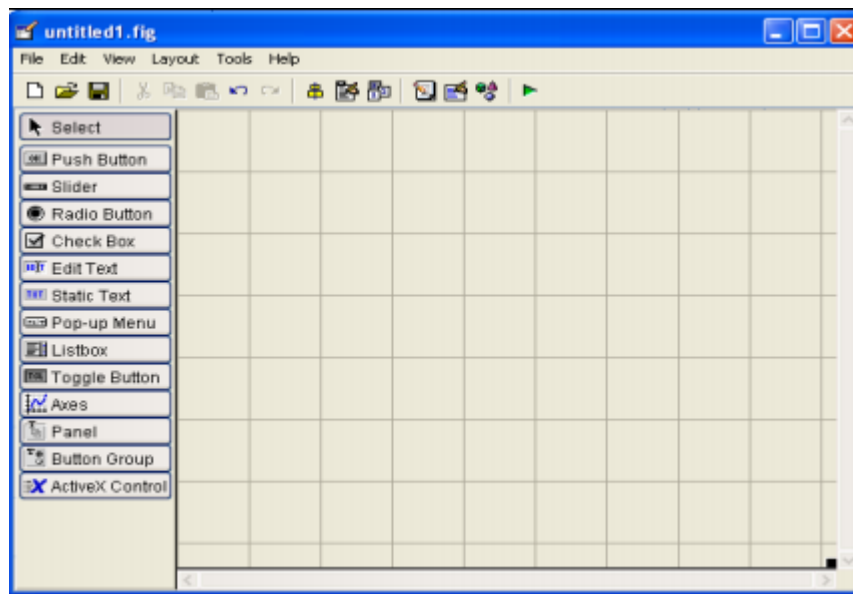 untitled1.fig
File Edit View Layout Tools Help
Select
Push Button
Slider
Radio Button
Check Box
Edit Text
Static Text
Pop-up Menu
Listbox
Toggle Button
Axes
Panel
Button Group
ActiveX Control